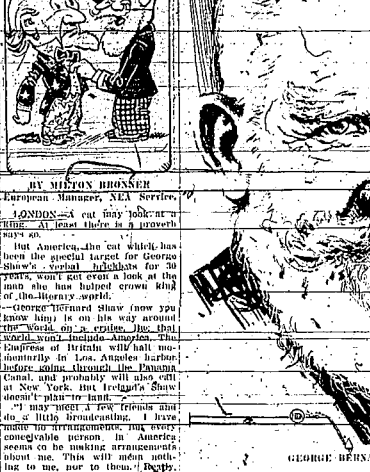 BY MILTON BRONNER
European Manager, NEA Service.
LONDON—A cat may look at a
king. At least there is a proverb
says so.
But America, the cat which has
been the special target for George
Shaw's verbal brickbats for 30
years, won't get even a look at the
man she has helped crown king
of the literary world.
George Bernard Shaw (now you
know him) is on his way around
the world on a cruise, but that
world won't include America. The
Empress of Britain will halt mo-
mentarily in Los Angeles harbor
before going through the Panama
Canal, and probably will also call
at New York. But Ireland's Shaw
doesn't plan to land.
"I may meet a few friends and
do a little broadcasting. I have
made no arrangements, but every
conceivable person in America
seems to be making arrangements
about me. This will mean noth-
ing to me, nor to them. Really,
GEORGE BERNA